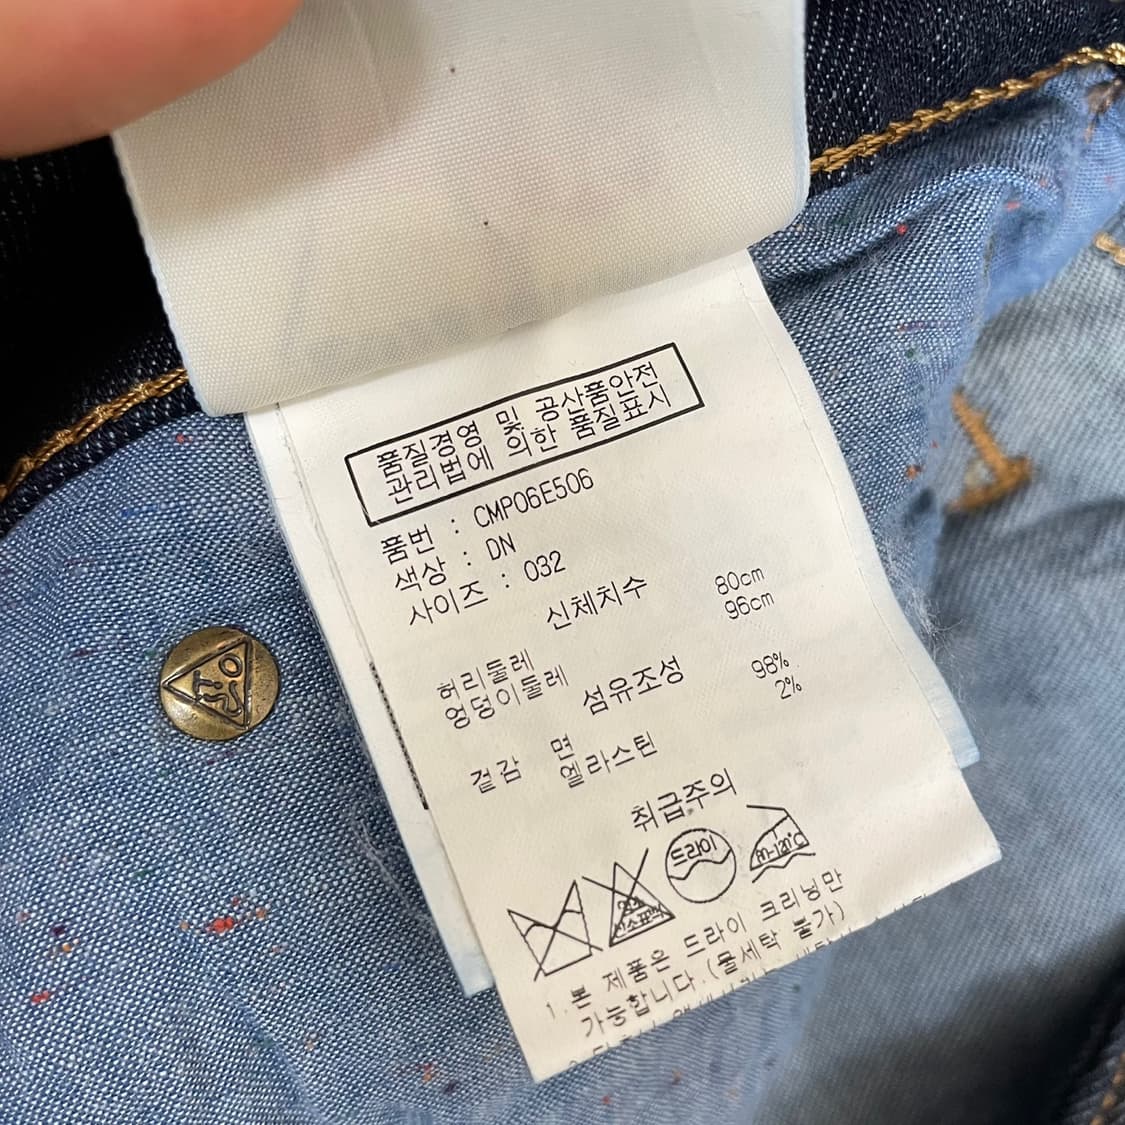 품질경영 및 공산품안전
관리법에 의한 품질표시
품번 : CMP06E506
색상 : DN
사이즈 : 032
신체치수
허리둘레 80cm
엉덩이둘레 96cm
섬유조성
겉감 면 98%
엘라스틴 2%
취급주의
드라이
1.본 제품은 드라이 크리닝만
가능합니다.(물세탁 불가)